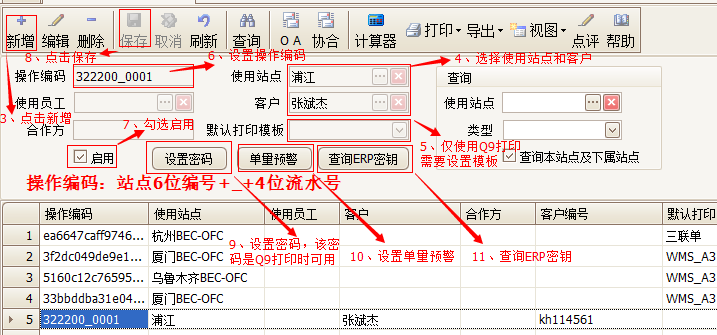 新增 编辑 删除 保存 取消 刷新 查询 O A 协合 计算器 打印 导出 视图 点评 帮助
8、点击保存 6、设置操作编码 4、选择使用站点和客户
操作编码 322200_0001 使用站点 浦江 查询
使用员工 客户 张斌杰 使用站点
3、点击新增
合作方 7、勾选启用 默认打印模板 类型
5、仅使用Q9打印
需要设置模板
启用 设置密码 单量预警 查询ERP密钥 查询本站点及下属站点
操作编码：站点6位编号+_+4位流水号
操作编码 使用站点 使用员工 客户 合作方 客户编号 默认打印
1 ea6647caff9746... 杭州BEC-OFC 三联单
2 3f2dc049de9e1... 厦门BEC-OFC WMS_A3
3 5160c12c76595... 乌鲁木齐BEC-OFC WMS_A3
4 33bbddba31e04... 厦门BEC-OFC WMS_A3
5 322200_0001 浦江 张斌杰 kh114561
9、设置密码，该密
码是Q9打印时可用
10、设置单量预警
11、查询ERP密钥